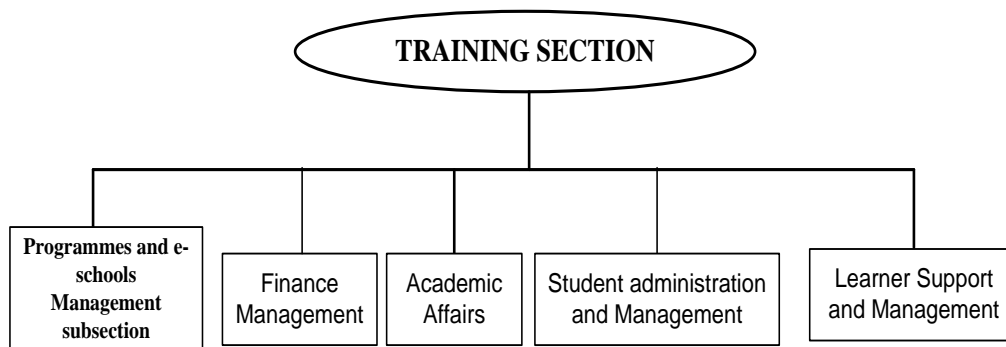 TRAINING SECTION
Programmes and e-
schools
Management
subsection
Finance
Management
Academic
Affairs
Student administration
and Management
Learner Support
and Management